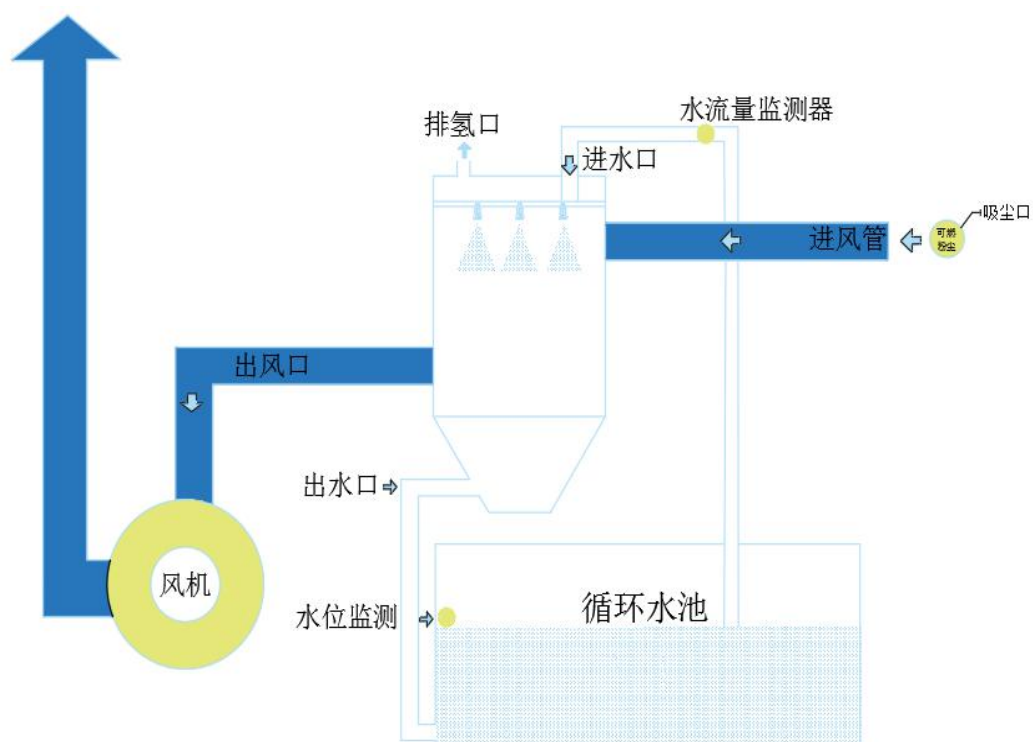 排氢口
水流量监测器
进水口
吸尘口
进风管
可燃
粉尘
出风口
出水口
风机
水位监测
循环水池